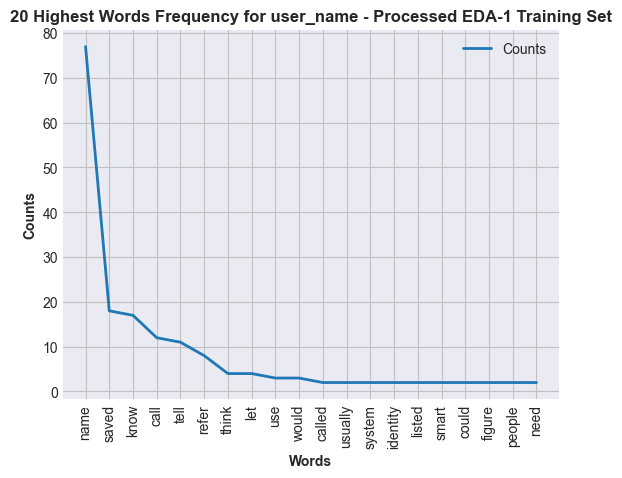 20 Highest Words Frequency for user_name - Processed EDA-1 Training Set
Counts
80
70
60
50
40
30
20
10
0
Counts
name
saved
know
call
tell
refer
think
let
use
would
called
usually
system
identity
listed
smart
could
figure
people
need
Words